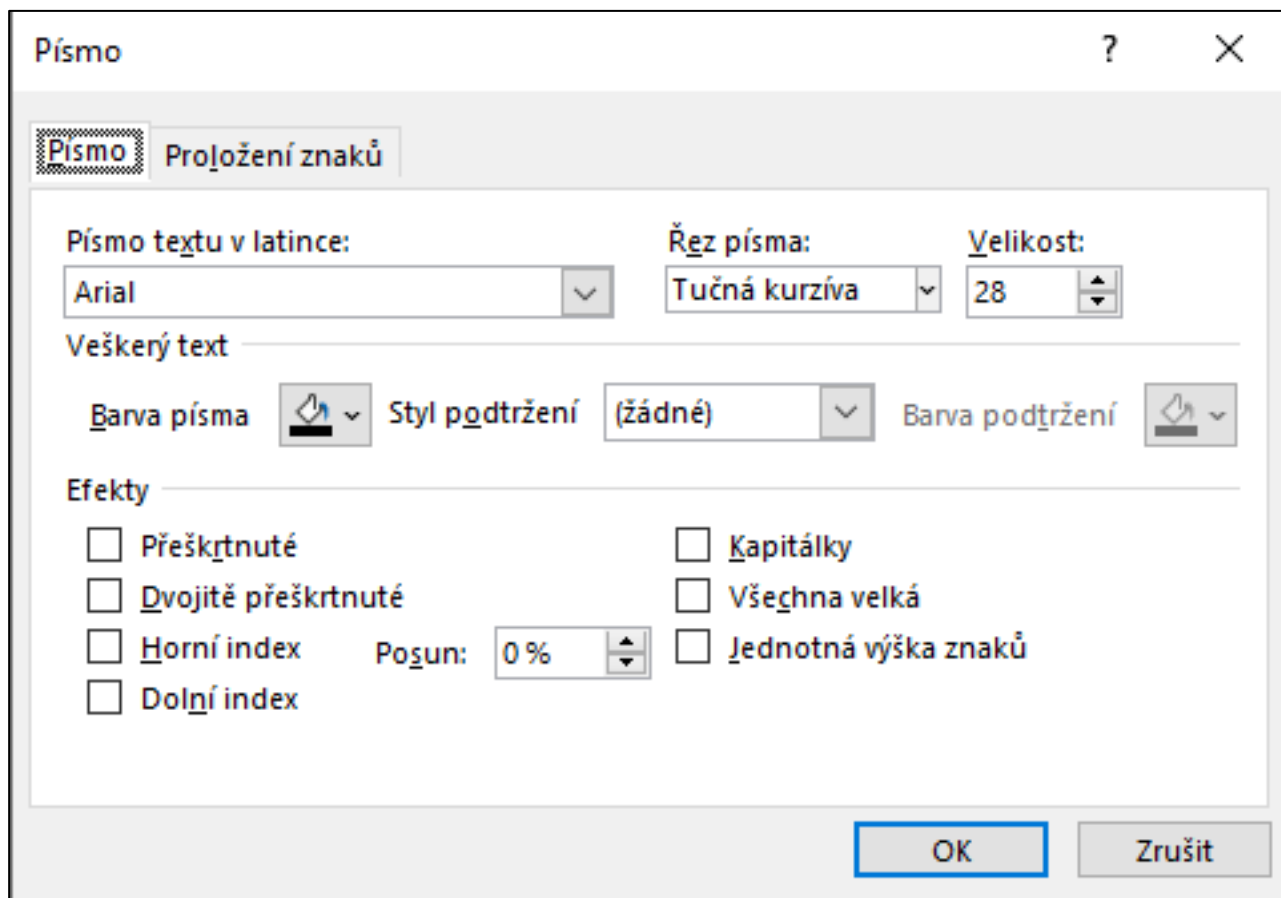 Písmo ?
Písmo Proložení znaků
Písmo textu v latince: Řez písma: Velikost:
Arial Tučná kurzíva 28
Veškerý text
Barva písma Styl podtržení (žádné) Barva podtržení
Efekty
Přeškrtnuté Kapitálky
Dvojitě přeškrtnuté Všechna velká
Horní index Posun: 0 % Jednotná výška znaků
Dolní index
OK Zrušit